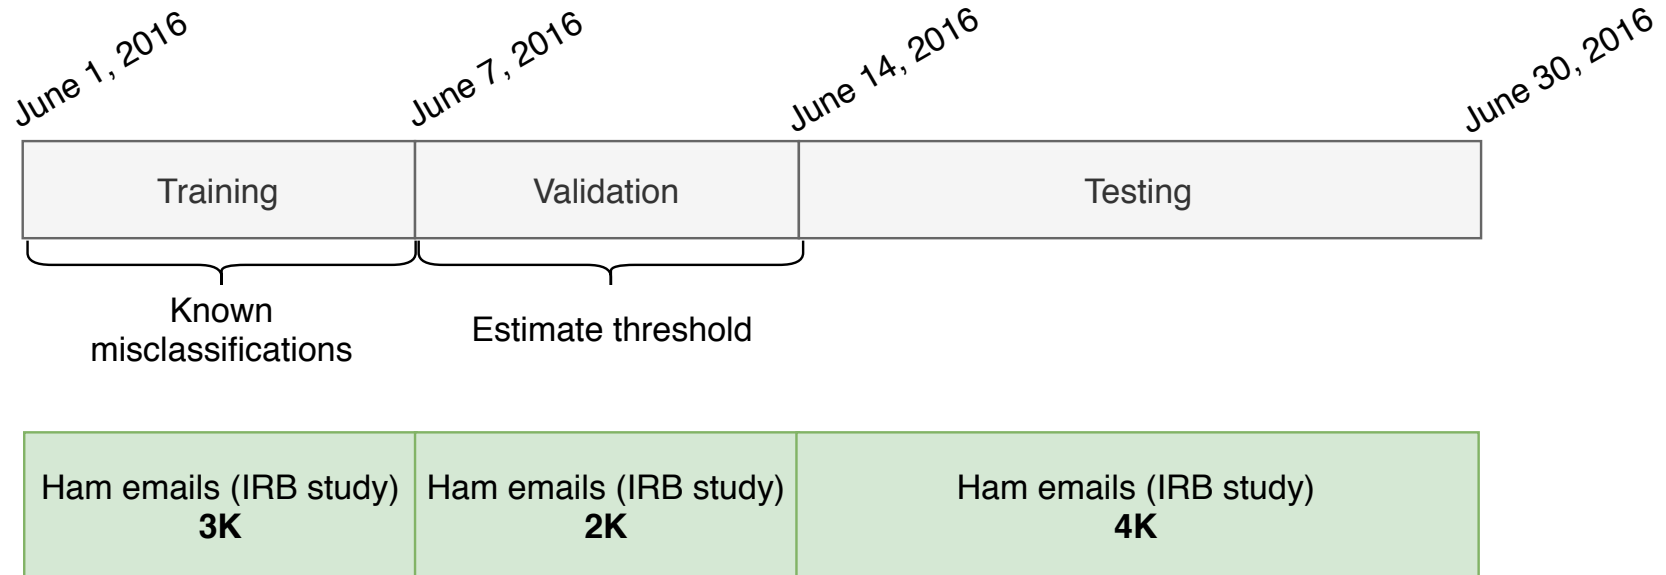 June 1, 2016
June 7, 2016
June 14, 2016
June 30, 2016
Training
Validation
Testing
Known
misclassifications
Estimate threshold
Ham emails (IRB study)
3K
Ham emails (IRB study)
2K
Ham emails (IRB study)
4K